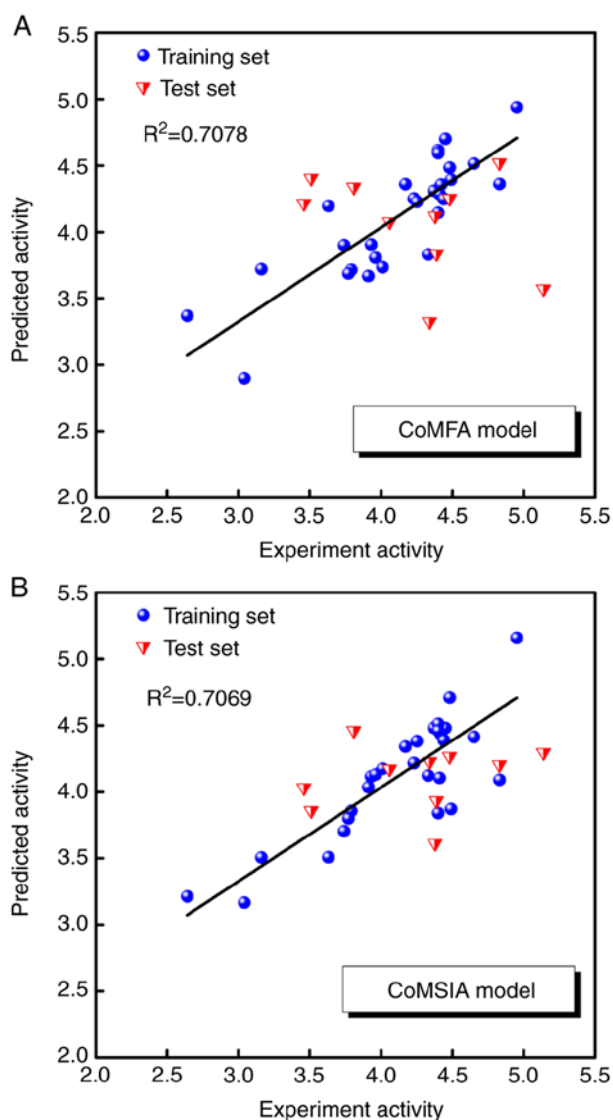 A
5.5
Training set
Test set
5.0
R²=0.7078
4.5
4.0
3.5
3.0
2.5
2.0
Predicted activity
CoMFA model
2.0 2.5 3.0 3.5 4.0 4.5 5.0 5.5
Experiment activity
B
5.5
Training set
Test set
5.0
R²=0.7069
4.5
4.0
3.5
3.0
2.5
2.0
Predicted activity
CoMSIA model
2.0 2.5 3.0 3.5 4.0 4.5 5.0 5.5
Experiment activity